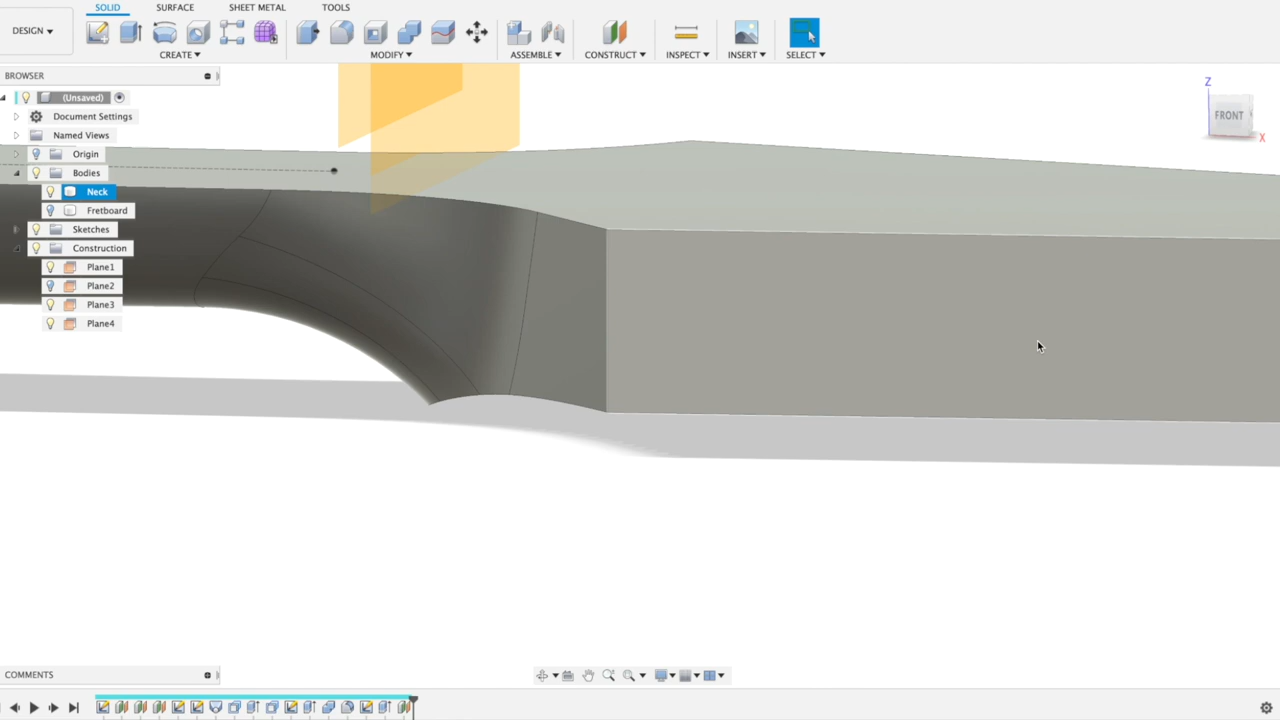 SOLID SURFACE SHEET METAL TOOLS
DESIGN
CREATE MODIFY ASSEMBLE CONSTRUCT INSPECT INSERT SELECT
BROWSER
(Unsaved)
Document Settings
Named Views
Origin
Bodies
Neck
Fretboard
Sketches
Construction
Plane1
Plane2
Plane3
Plane4
Z
FRONT
X
COMMENTS